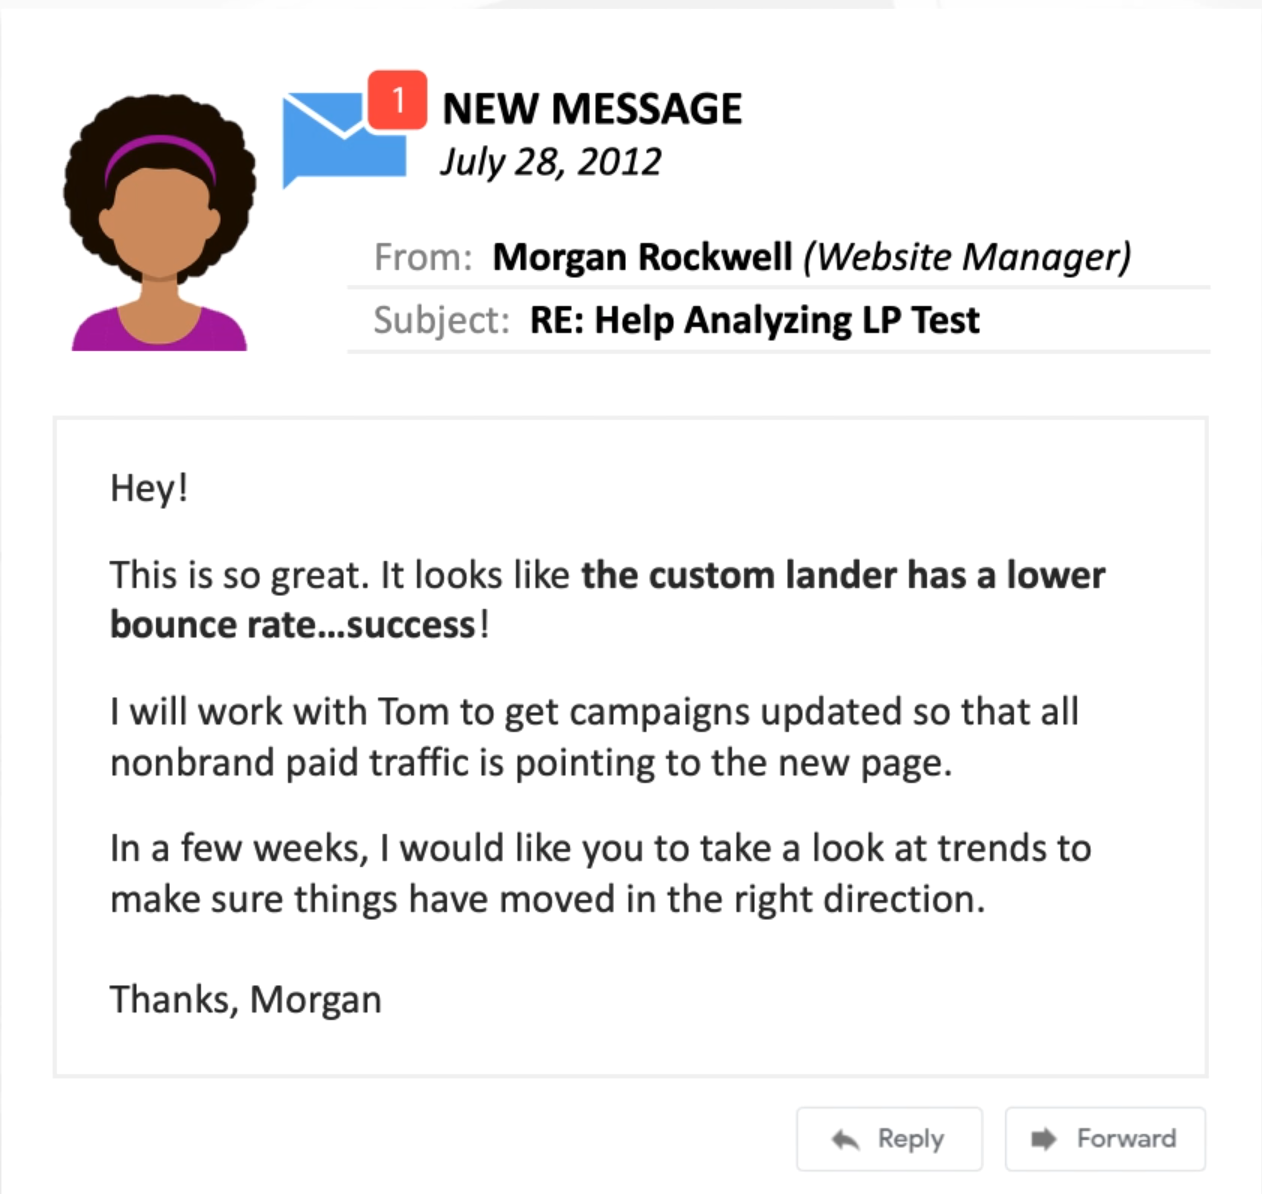 1
NEW MESSAGE
July 28, 2012
From: Morgan Rockwell (Website Manager)
Subject: RE: Help Analyzing LP Test
Hey!
This is so great. It looks like the custom lander has a lower
bounce rate...success!
I will work with Tom to get campaigns updated so that all
nonbrand paid traffic is pointing to the new page.
In a few weeks, I would like you to take a look at trends to
make sure things have moved in the right direction.
Thanks, Morgan
Reply Forward